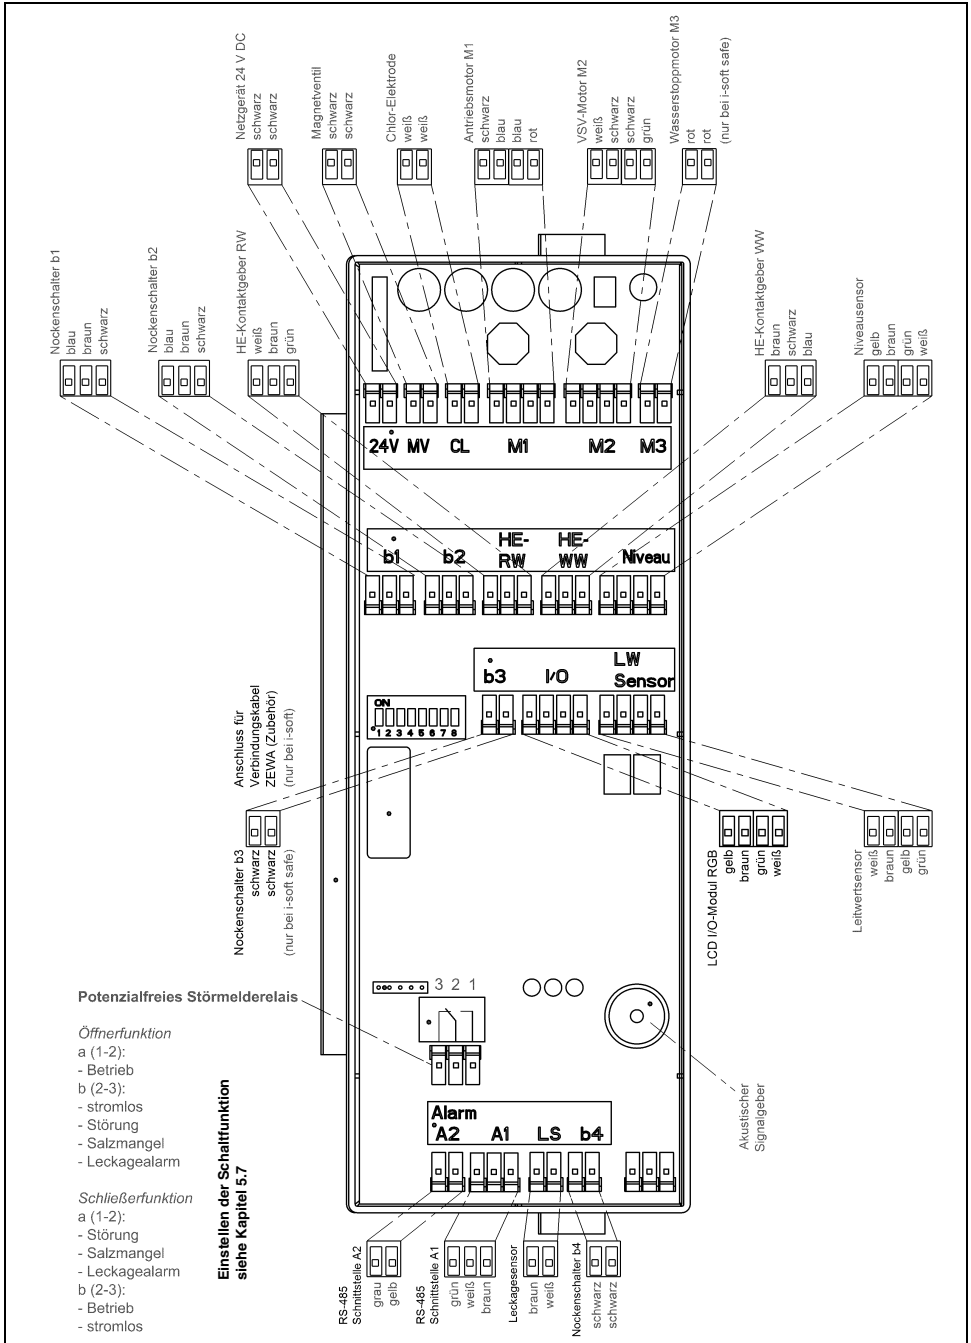 Netzgerät 24 V DC
schwarz
schwarz
Magnetventil
schwarz
schwarz
Chlor-Elektrode
weiß
weiß
Antriebsmotor M1
schwarz
blau
blau
rot
VSV-Motor M2
weiß
schwarz
schwarz
grün
Wasserstoppmotor M3
rot
rot
(nur bei i-soft safe)
Nockenschalter b1
blau
braun
schwarz
Nockenschalter b2
blau
braun
schwarz
HE-Kontaktgeber RW
weiß
braun
grün
HE-Kontaktgeber WW
braun
schwarz
blau
Niveausensor
gelb
braun
grün
weiß
24V MV CL M1 M2 M3
b1 b2 HE-RW HE-WW Niveau
b3 I/O LW Sensor
ON
1 2 3 4 5 6 7 8
Anschluss für
Verbindungskabel
ZEWA (Zubehör)
(nur bei i-soft)
Nockenschalter b3
schwarz
schwarz
(nur bei i-soft safe)
LCD I/O-Modul RGB
gelb
braun
grün
weiß
Leitwertsensor
weiß
braun
gelb
grün
3 2 1
Potenzialfreies Störmelderelais
Öffnerfunktion
a (1-2):
- Betrieb
b (2-3):
- stromlos
- Störung
- Salzmangel
- Leckagealarm
Schließerfunktion
a (1-2):
- Störung
- Salzmangel
- Leckagealarm
b (2-3):
- Betrieb
- stromlos
Einstellen der Schaltfunktion
siehe Kapitel 5.7
Akustischer
Signalgeber
Alarm
A2 A1 LS b4
RS-485
Schnittstelle A2
grau
gelb
RS-485
Schnittstelle A1
grün
weiß
braun
Leckagesensor
braun
weiß
Nockenschalter b4
schwarz
schwarz